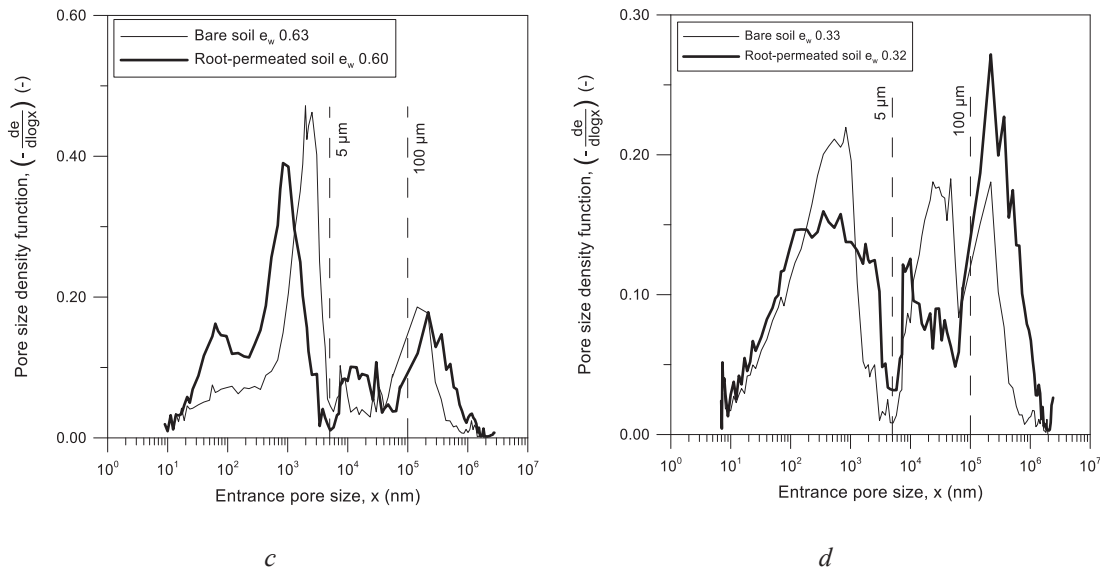 0.60
0.40
0.20
0.00
Pore size density function, (- de/dlogx) (-)
Bare soil e_w 0.63
Root-permeated soil e_w 0.60
5 µm
100 µm
10^0 10^1 10^2 10^3 10^4 10^5 10^6 10^7
Entrance pore size, x (nm)
c
0.30
0.20
0.10
0.00
Pore size density function, (- de/dlogx) (-)
Bare soil e_w 0.33
Root-permeated soil e_w 0.32
5 µm
100 µm
10^0 10^1 10^2 10^3 10^4 10^5 10^6 10^7
Entrance pore size, x (nm)
d